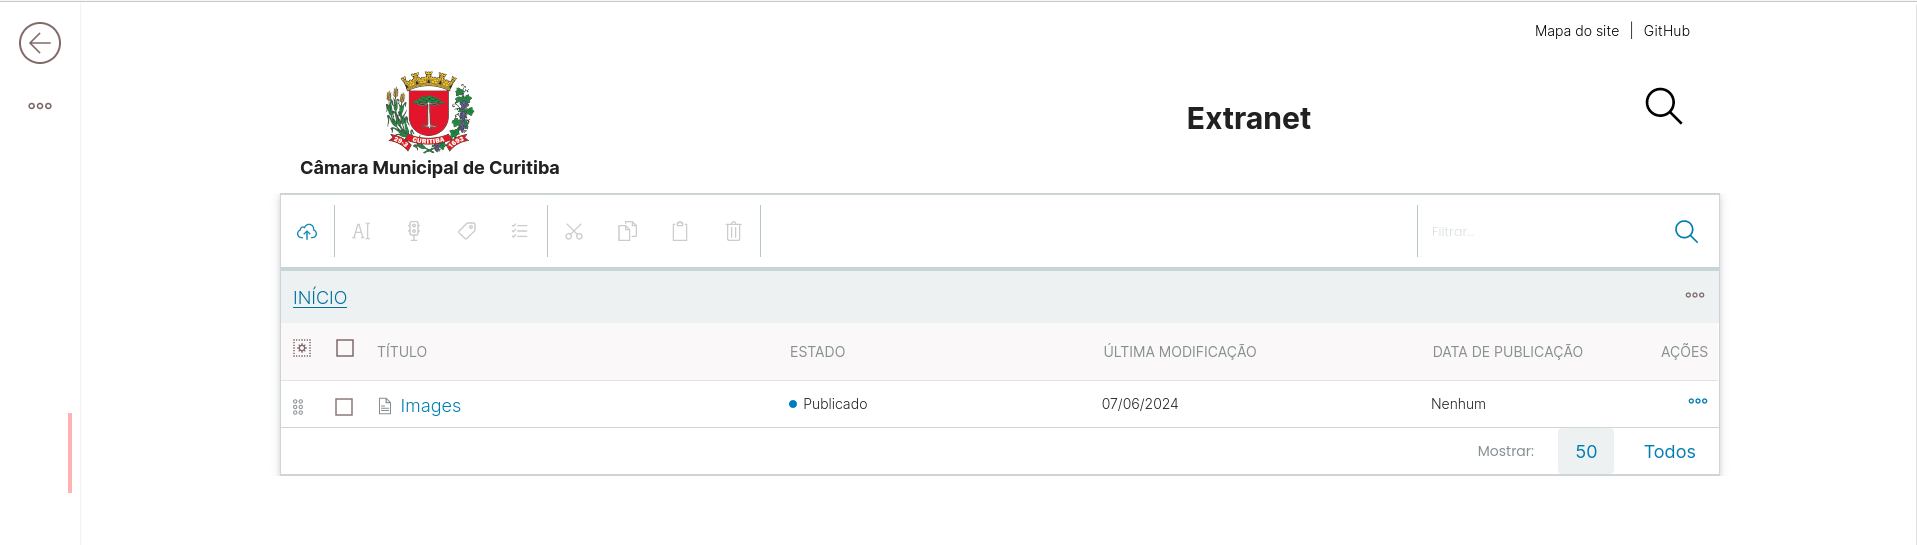 Mapa do site | GitHub
Extranet
CURITIBA
Câmara Municipal de Curitiba
Filtrar...
INÍCIO
TÍTULO ESTADO ÚLTIMA MODIFICAÇÃO DATA DE PUBLICAÇÃO AÇÕES
Images Publicado 07/06/2024 Nenhum
Mostrar: 50 Todos